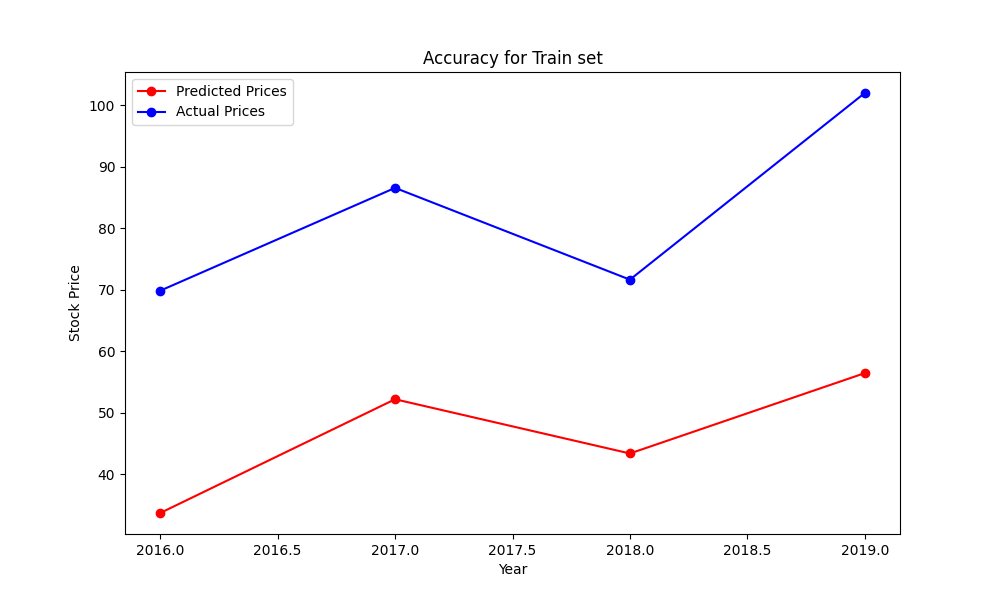 Accuracy for Train set
Predicted Prices
Actual Prices
100
90
80
70
60
50
40
Stock Price
2016.0 2016.5 2017.0 2017.5 2018.0 2018.5 2019.0
Year